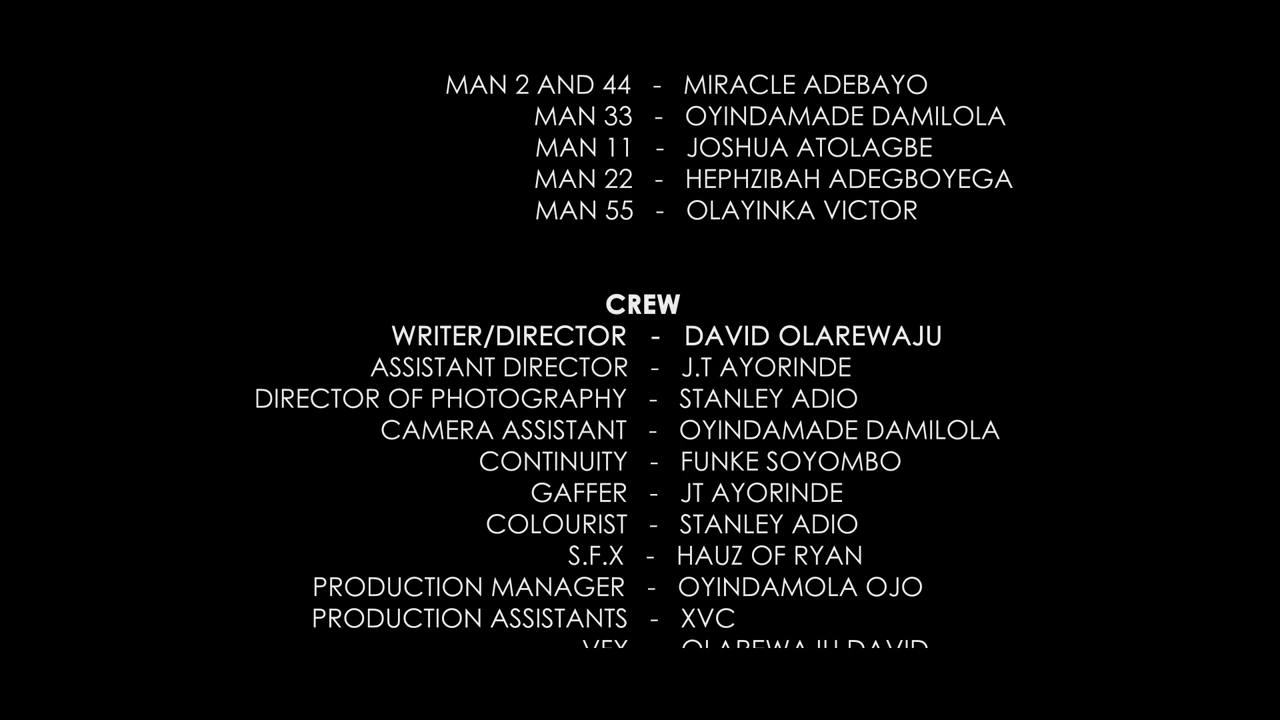 MAN 2 AND 44 - MIRACLE ADEBAYO
MAN 33 - OYINDAMADE DAMILOLA
MAN 11 - JOSHUA ATOLAGBE
MAN 22 - HEPHZIBAH ADEGBOYEGA
MAN 55 - OLAYINKA VICTOR
CREW
WRITER/DIRECTOR - DAVID OLAREWAJU
ASSISTANT DIRECTOR - J.T AYORINDE
DIRECTOR OF PHOTOGRAPHY - STANLEY ADIO
CAMERA ASSISTANT - OYINDAMADE DAMILOLA
CONTINUITY - FUNKE SOYOMBO
GAFFER - JT AYORINDE
COLOURIST - STANLEY ADIO
S.F.X - HAUZ OF RYAN
PRODUCTION MANAGER - OYINDAMOLA OJO
PRODUCTION ASSISTANTS - XVC
VFX - OLAREWAJU DAVID